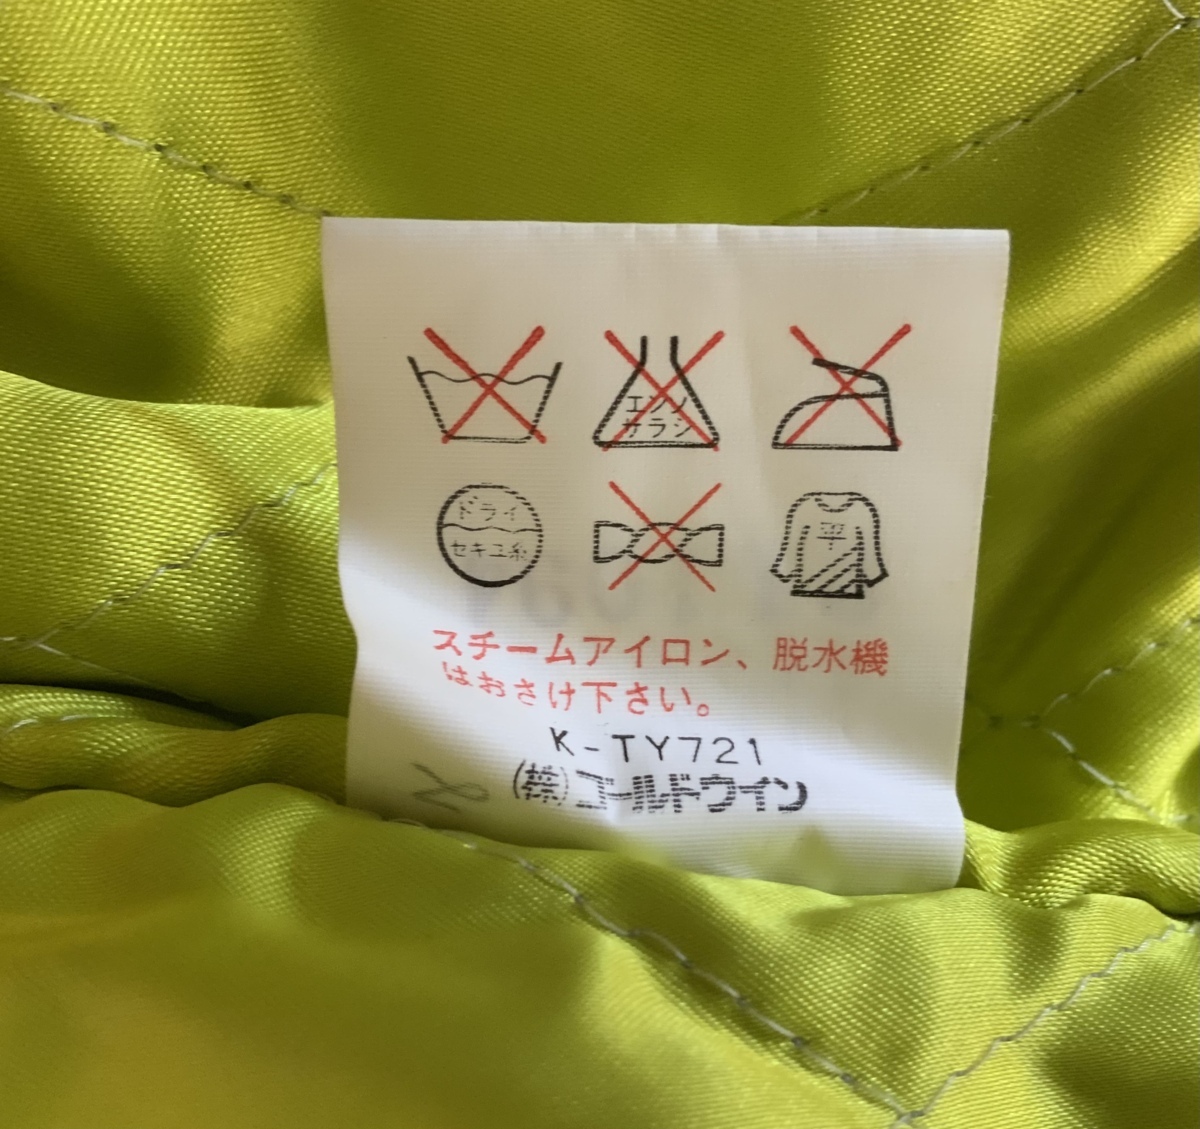 エンソ
サラシ
ドライ
セキユ系
平
スチームアイロン、脱水機
はおさけ下さい。
K-TY721
(株)ゴールドウイン